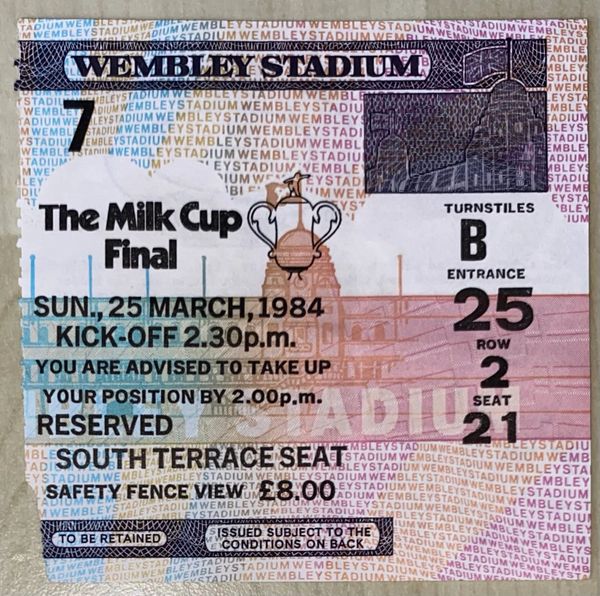 WEMBLEY STADIUM
7
The Milk Cup
Final
SUN., 25 MARCH, 1984
KICK-OFF 2.30p.m.
YOU ARE ADVISED TO TAKE UP
YOUR POSITION BY 2.00p.m.
RESERVED
SOUTH TERRACE SEAT
SAFETY FENCE VIEW £8.00
TURNSTILES
B
ENTRANCE
25
ROW
2
SEAT
21
TO BE RETAINED
ISSUED SUBJECT TO THE
CONDITIONS ON BACK